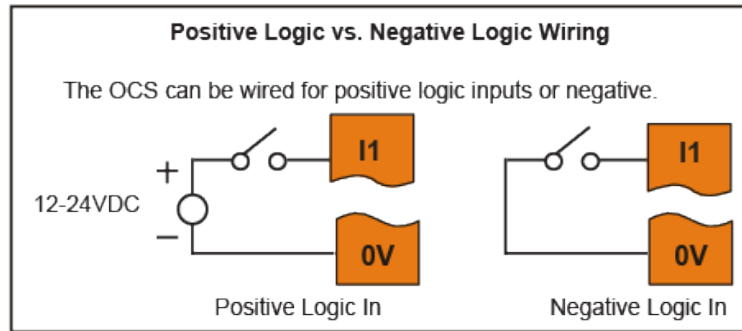 Positive Logic vs. Negative Logic Wiring
The OCS can be wired for positive logic inputs or negative.
I1
I1
+
12-24VDC
−
0V
0V
Positive Logic In
Negative Logic In